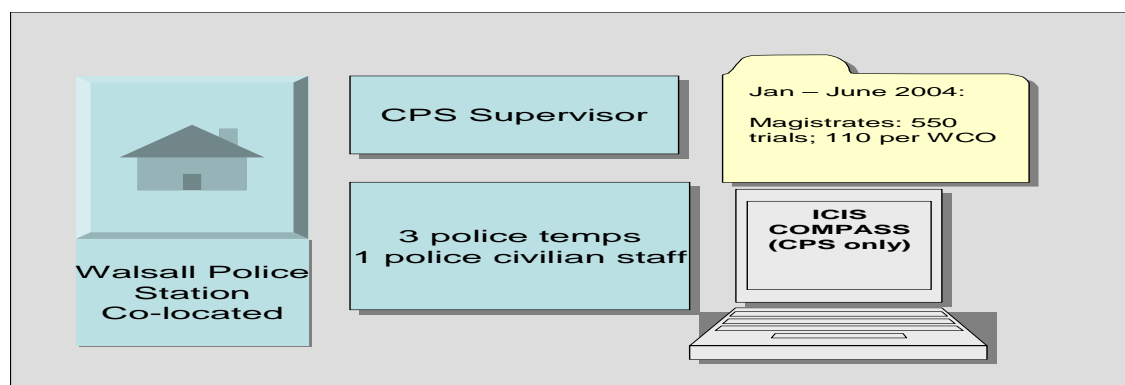 Walsall Police
Station
Co-located
CPS Supervisor
3 police temps
1 police civilian staff
Jan – June 2004:
Magistrates: 550
trials; 110 per WCO
ICIS
COMPASS
(CPS only)